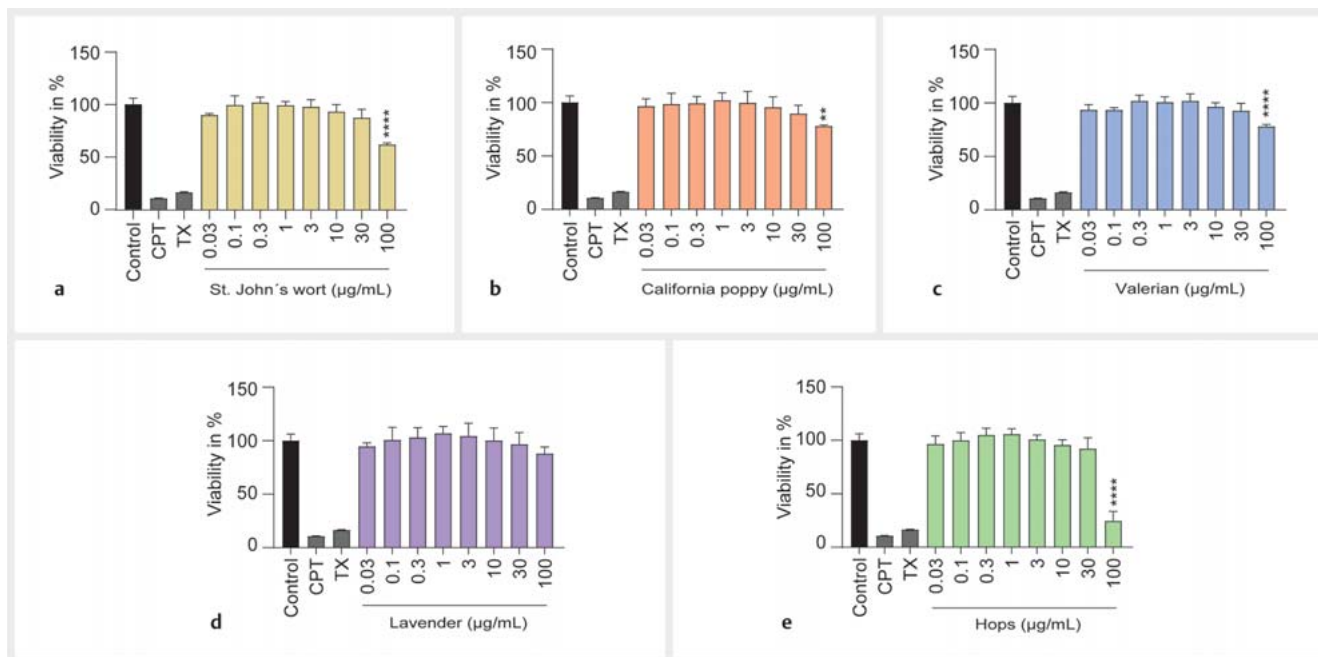 150
100
50
0
Viability in %
****
Control
CPT
TX
0.03
0.1
0.3
1
3
10
30
100
a
St. John´s wort (µg/mL)
150
100
50
0
Viability in %
**
Control
CPT
TX
0.03
0.1
0.3
1
3
10
30
100
b
California poppy (µg/mL)
150
100
50
0
Viability in %
****
Control
CPT
TX
0.03
0.1
0.3
1
3
10
30
100
c
Valerian (µg/mL)
150
100
50
0
Viability in %
Control
CPT
TX
0.03
0.1
0.3
1
3
10
30
100
d
Lavender (µg/mL)
150
100
50
0
Viability in %
****
Control
CPT
TX
0.03
0.1
0.3
1
3
10
30
100
e
Hops (µg/mL)